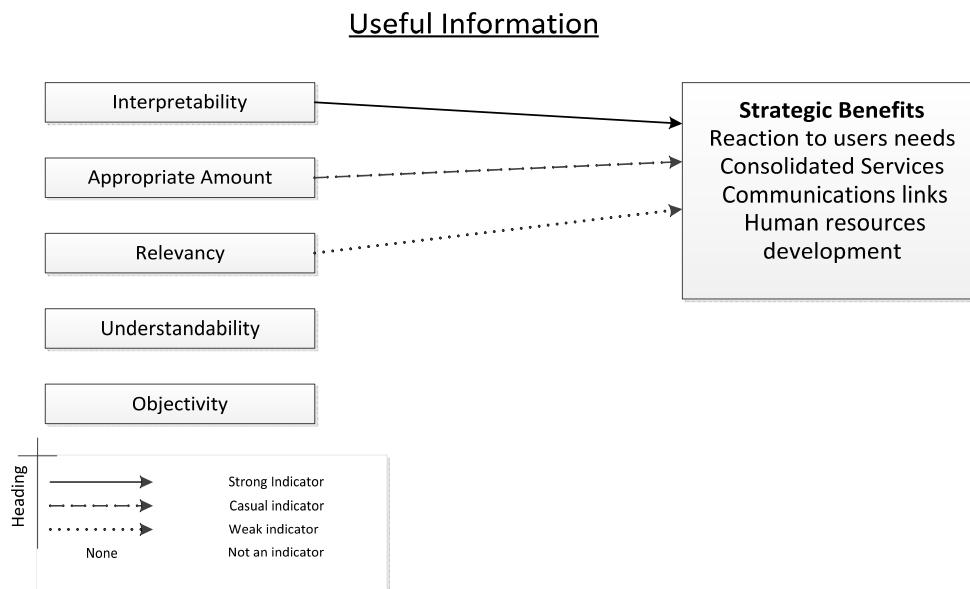 Useful Information
Interpretability
Appropriate Amount
Relevancy
Understandability
Objectivity
Strategic Benefits
Reaction to users needs
Consolidated Services
Communications links
Human resources
development
Heading
Strong Indicator
Casual indicator
Weak indicator
None Not an indicator